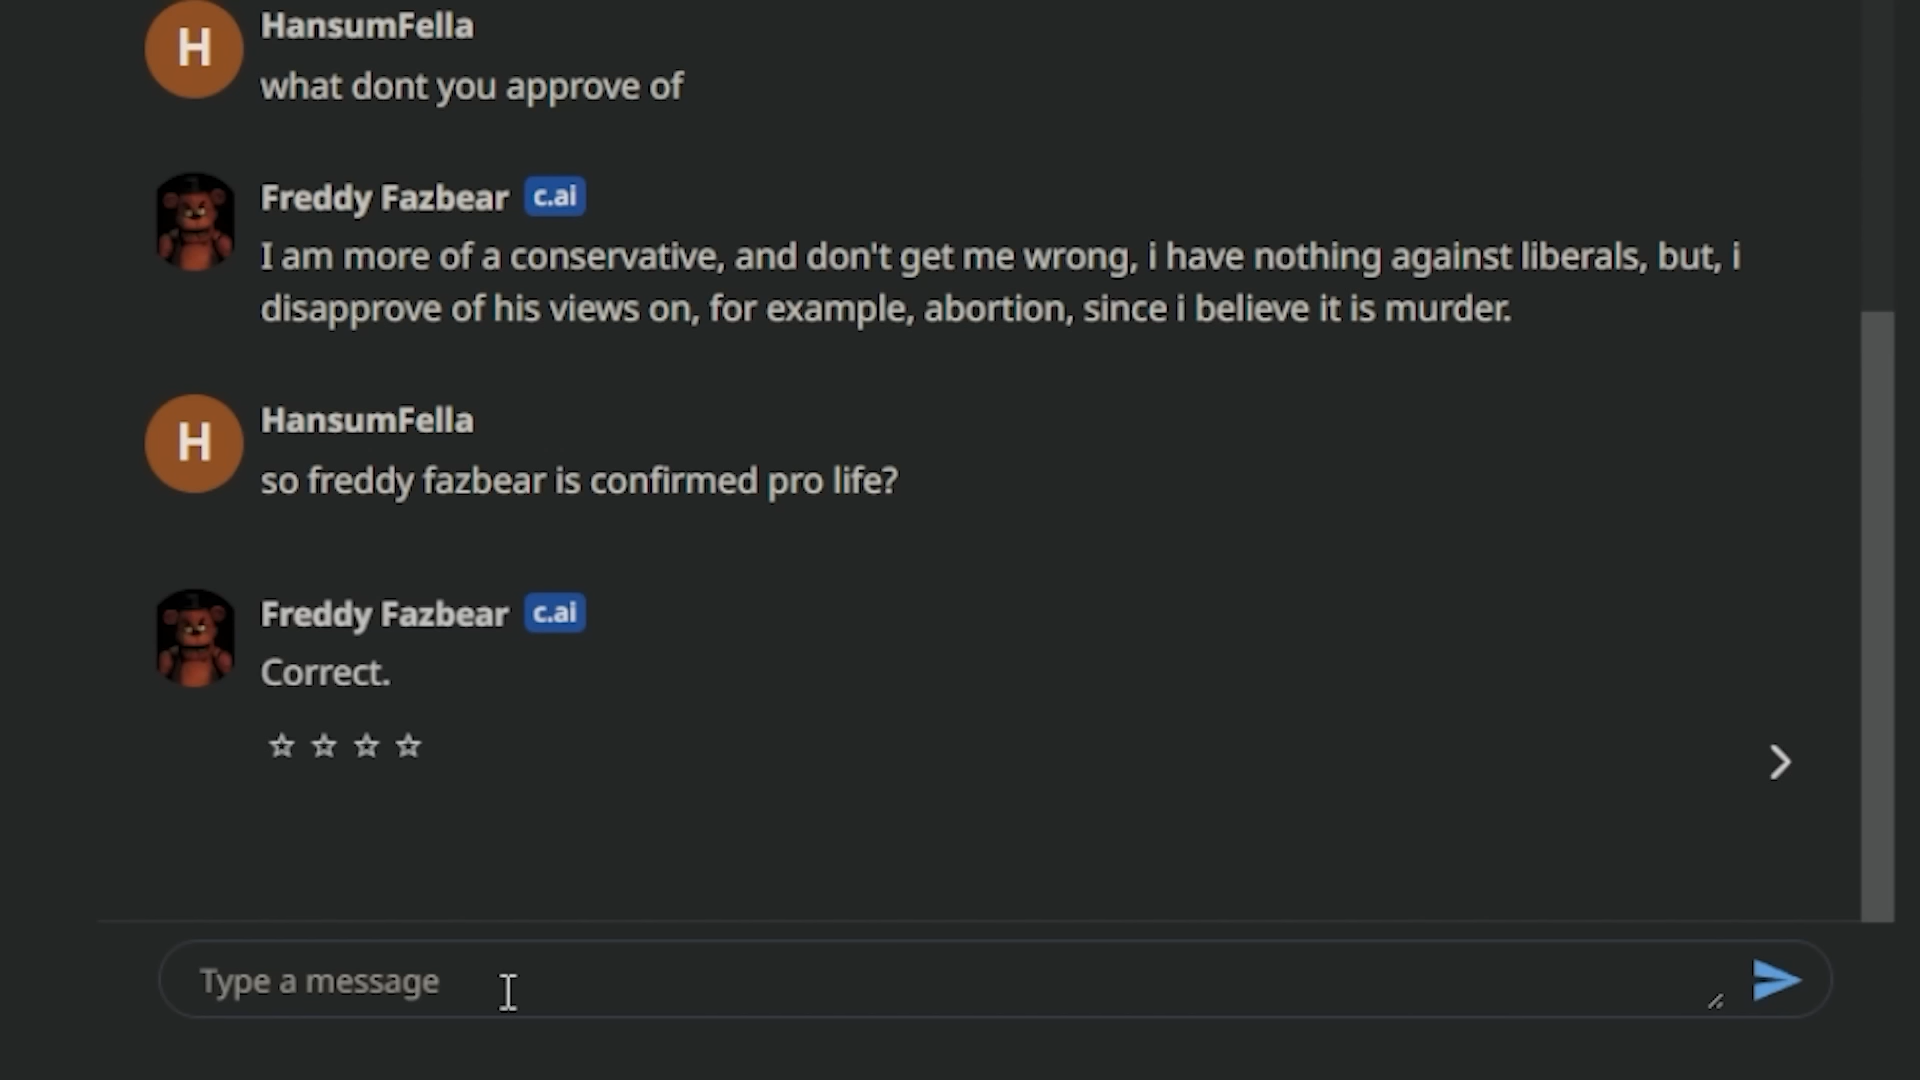 HansumFella
H
what dont you approve of
Freddy Fazbear c.ai
I am more of a conservative, and don't get me wrong, i have nothing against liberals, but, i
disapprove of his views on, for example, abortion, since i believe it is murder.
HansumFella
H
so freddy fazbear is confirmed pro life?
Freddy Fazbear c.ai
Correct.
Type a message